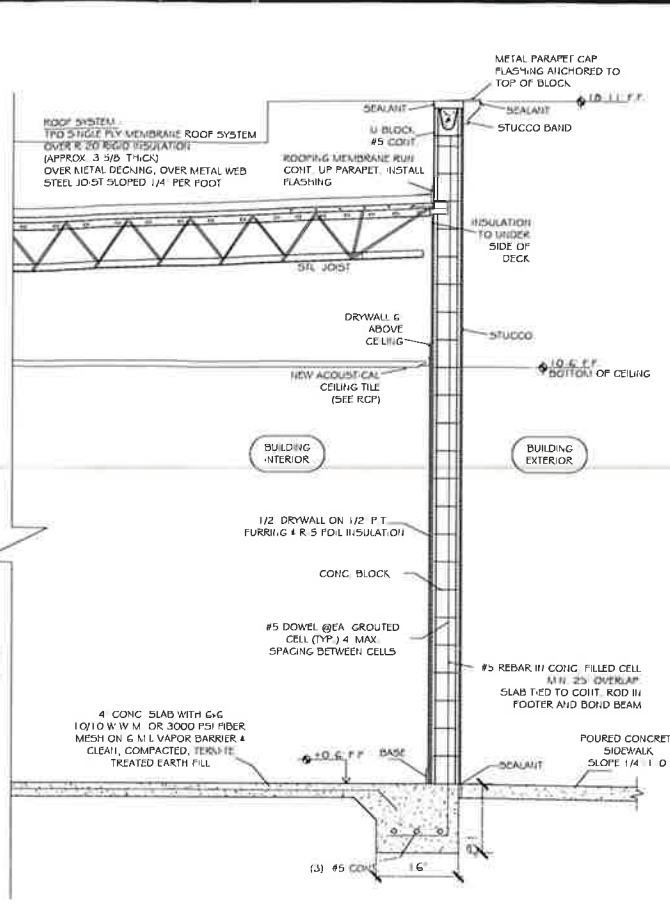 METAL PARAPET CAP
FLASHING ANCHORED TO
TOP OF BLOCK
SEALANT
SEALANT
STUCCO BAND
U BLOCK
#5 CONT.
ROOF SYSTEM
TPO SINGLE PLY MEMBRANE ROOF SYSTEM
OVER R 20 RIGID INSULATION
(APPROX. 3 5/8 THICK)
OVER METAL DECKING, OVER METAL WEB
STEEL JOIST SLOPED 1/4 PER FOOT
ROOFING MEMBRANE RUN
CONT. UP PARAPET. INSTALL
FLASHING
INSULATION
TO UNDER
SIDE OF
DECK
STL JOIST
DRYWALL 6
ABOVE
CEILING
STUCCO
BOTTOM OF CEILING
NEW ACOUSTICAL
CEILING TILE
(SEE RCP)
BUILDING
INTERIOR
BUILDING
EXTERIOR
1/2 DRYWALL ON 1/2 P.T.
FURRING & R-5 FOIL INSULATION
CONC. BLOCK
#5 DOWEL @EA GROUTED
CELL (TYP.) 4 MAX.
SPACING BETWEEN CELLS
#5 REBAR IN CONC. FILLED CELL
MIN. 25 OVERLAP.
SLAB TIED TO CONT. ROD IN
FOOTER AND BOND BEAM
4 CONC SLAB WITH 6x6
10/10 W.W.M. OR 3000 PSI FIBER
MESH ON 6 MIL VAPOR BARRIER &
CLEAN, COMPACTED, TERMITE
TREATED EARTH FILL
BASE
SEALANT
POURED CONCRET
SIDEWALK
SLOPE 1/4
(3) #5 CONT
16"